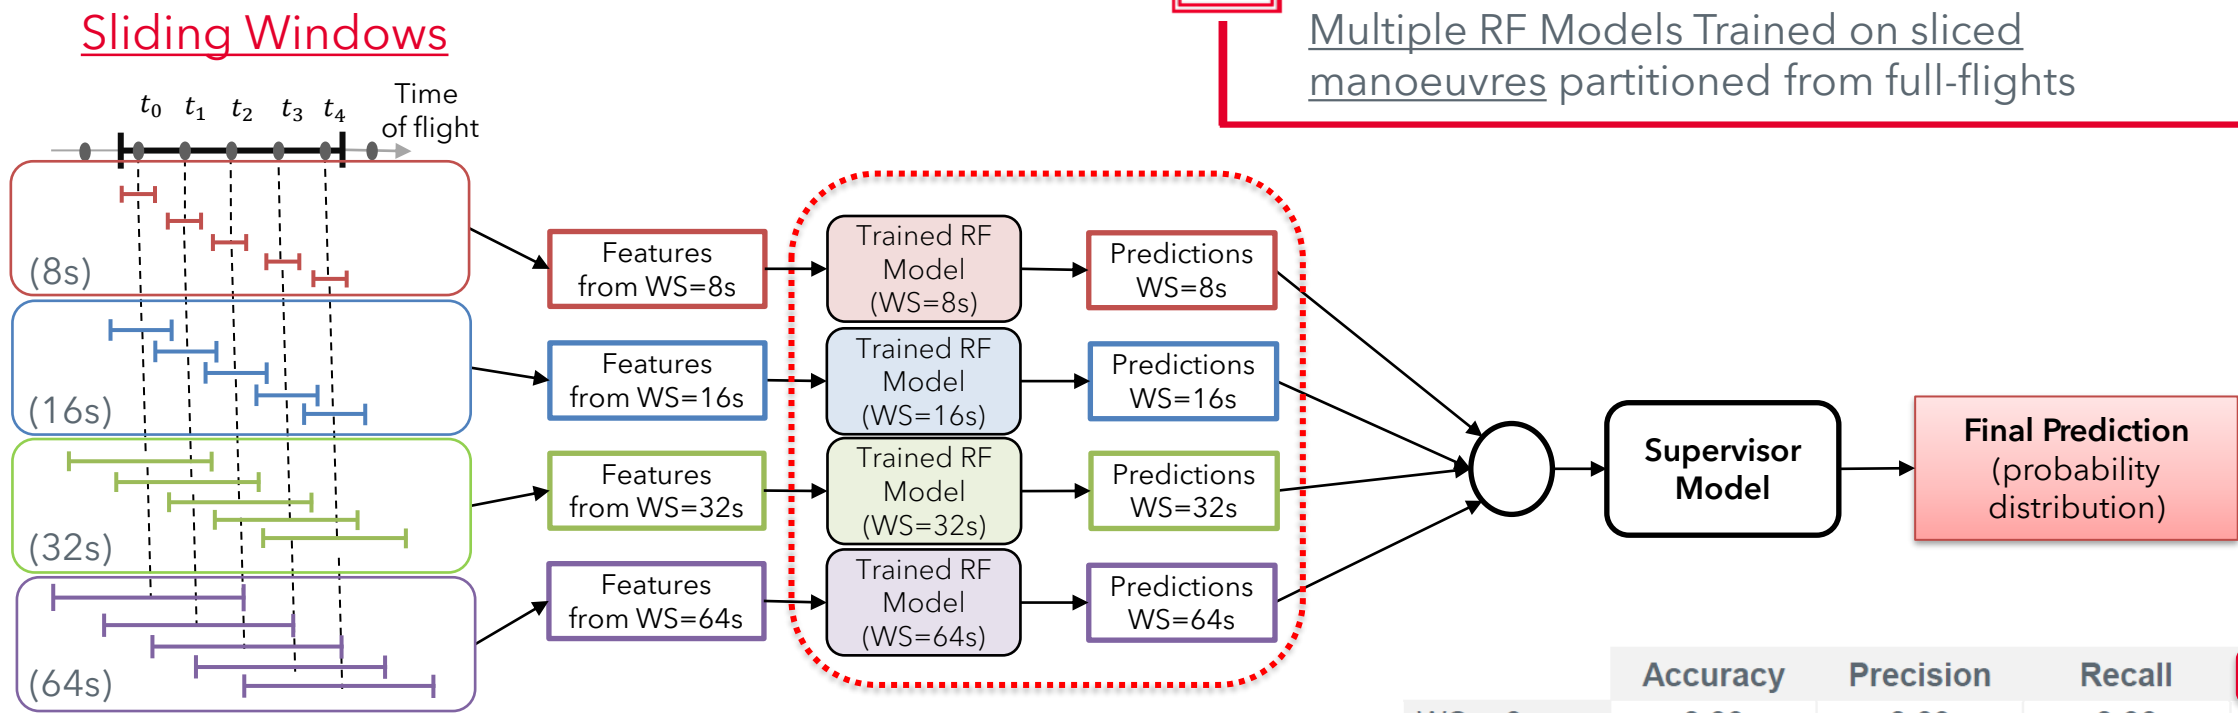 Sliding Windows
Multiple RF Models Trained on sliced
manoeuvres partitioned from full-flights
t0 t1 t2 t3 t4
Time
of flight
(8s)
(16s)
(32s)
(64s)
Features
from WS=8s
Trained RF
Model
(WS=8s)
Predictions
WS=8s
Features
from WS=16s
Trained RF
Model
(WS=16s)
Predictions
WS=16s
Features
from WS=32s
Trained RF
Model
(WS=32s)
Predictions
WS=32s
Features
from WS=64s
Trained RF
Model
(WS=64s)
Predictions
WS=64s
Supervisor
Model
Final Prediction
(probability
distribution)
Accuracy Precision Recall